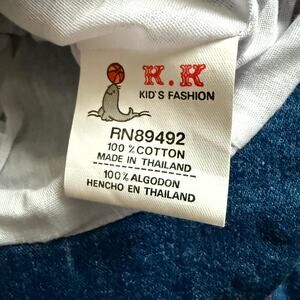 K.K
KID'S FASHION
RN89492
100% COTTON
MADE IN THAILAND
100% ALGODON
HENCHO EN THAILAND